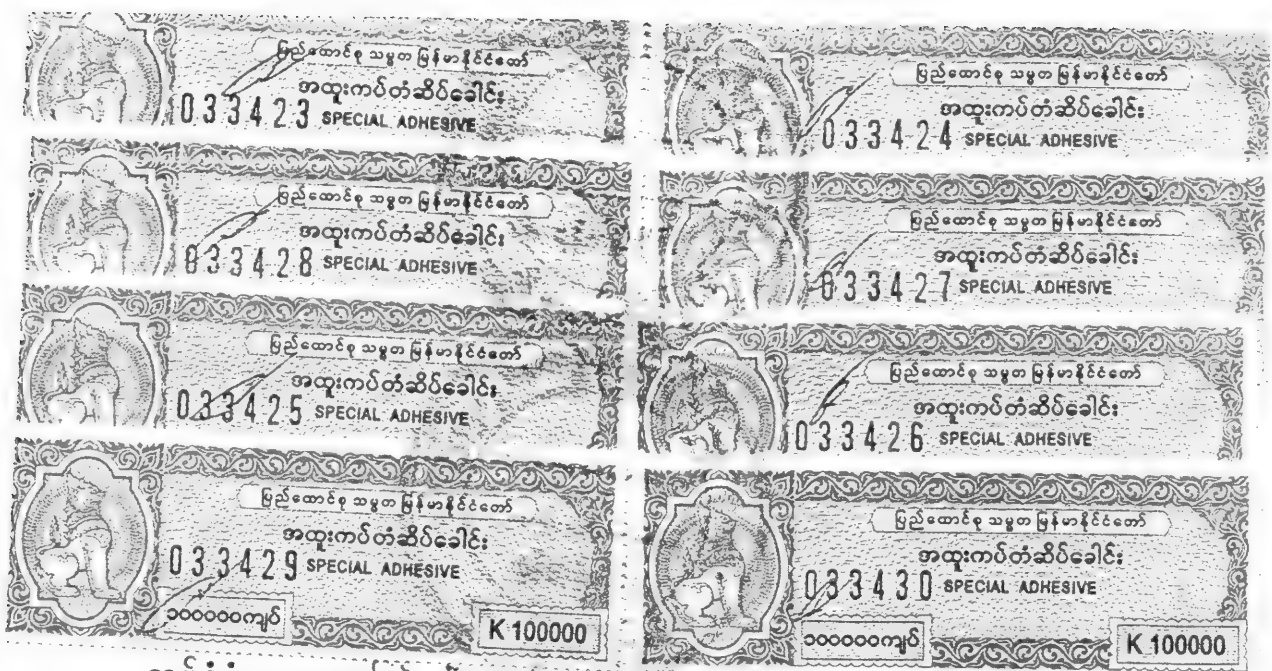 ပြည်ထောင်စု သမ္မတ မြန်မာနိုင်ငံတော်
အထူးကပ်တံဆိပ်ခေါင်း
033423 SPECIAL ADHESIVE
ပြည်ထောင်စု သမ္မတ မြန်မာနိုင်ငံတော်
အထူးကပ်တံဆိပ်ခေါင်း
033424 SPECIAL ADHESIVE
ပြည်ထောင်စု သမ္မတ မြန်မာနိုင်ငံတော်
အထူးကပ်တံဆိပ်ခေါင်း
033428 SPECIAL ADHESIVE
ပြည်ထောင်စု သမ္မတ မြန်မာနိုင်ငံတော်
အထူးကပ်တံဆိပ်ခေါင်း
033427 SPECIAL ADHESIVE
ပြည်ထောင်စု သမ္မတ မြန်မာနိုင်ငံတော်
အထူးကပ်တံဆိပ်ခေါင်း
033425 SPECIAL ADHESIVE
ပြည်ထောင်စု သမ္မတ မြန်မာနိုင်ငံတော်
အထူးကပ်တံဆိပ်ခေါင်း
033426 SPECIAL ADHESIVE
ပြည်ထောင်စု သမ္မတ မြန်မာနိုင်ငံတော်
အထူးကပ်တံဆိပ်ခေါင်း
033429 SPECIAL ADHESIVE
၁၀၀၀၀၀ကျပ် K 100000
ပြည်ထောင်စု သမ္မတ မြန်မာနိုင်ငံတော်
အထူးကပ်တံဆိပ်ခေါင်း
033430 SPECIAL ADHESIVE
၁၀၀၀၀၀ကျပ် K 100000